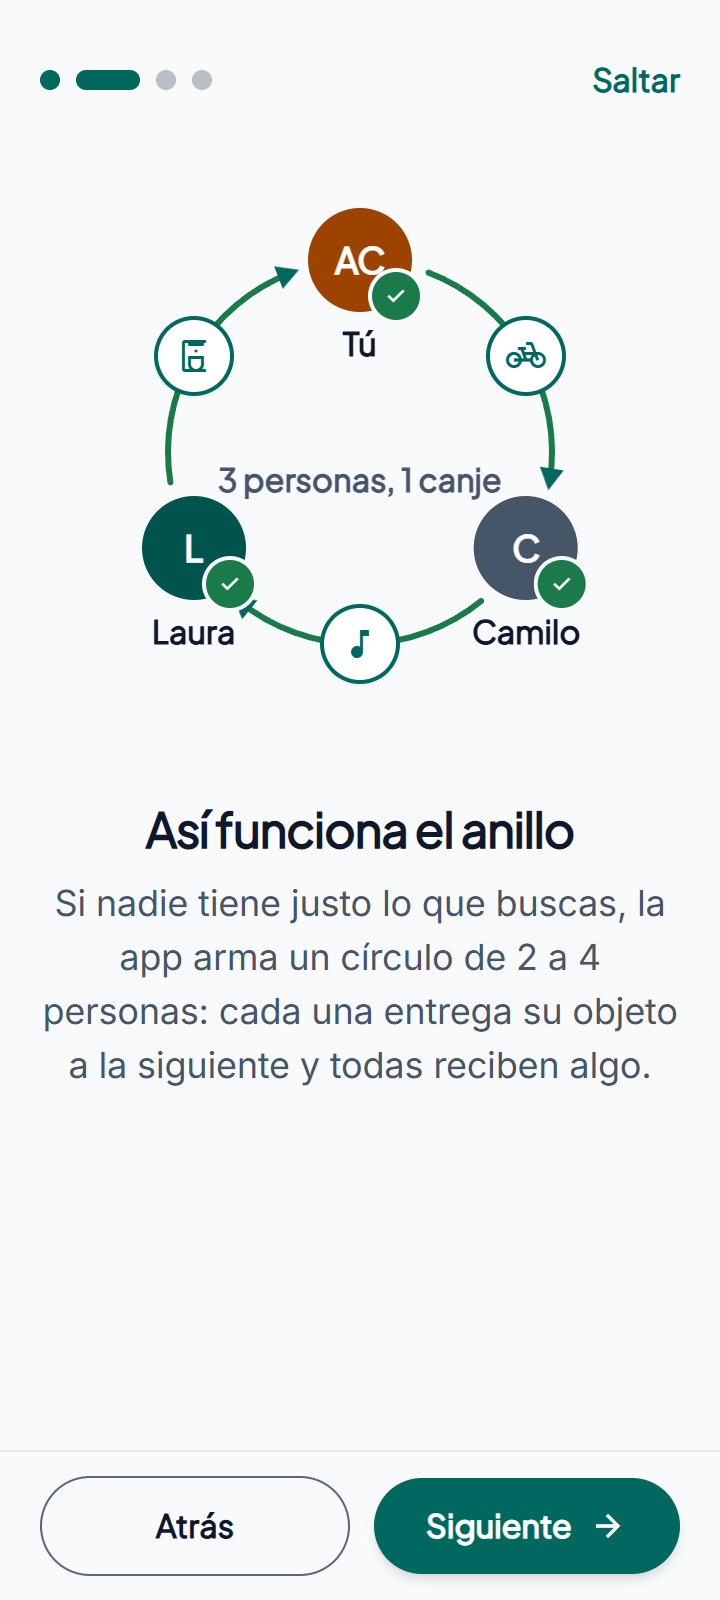 Saltar
AC
Tú
3 personas, 1 canje
L
C
Laura
Camilo
Así funciona el anillo
Si nadie tiene justo lo que buscas, la
app arma un círculo de 2 a 4
personas: cada una entrega su objeto
a la siguiente y todas reciben algo.
Atrás
Siguiente